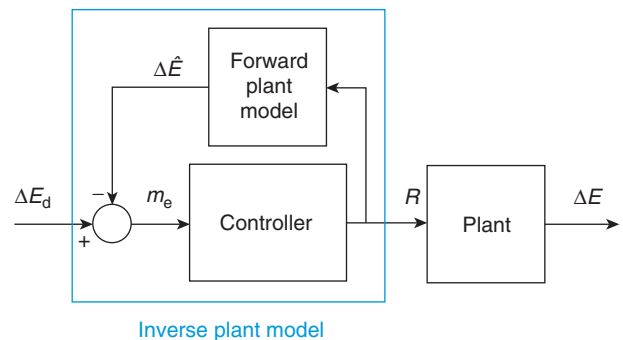 ΔÊ
Forward
plant
model
ΔE_d
−
+
m_e
Controller
R
Plant
ΔE
Inverse plant model